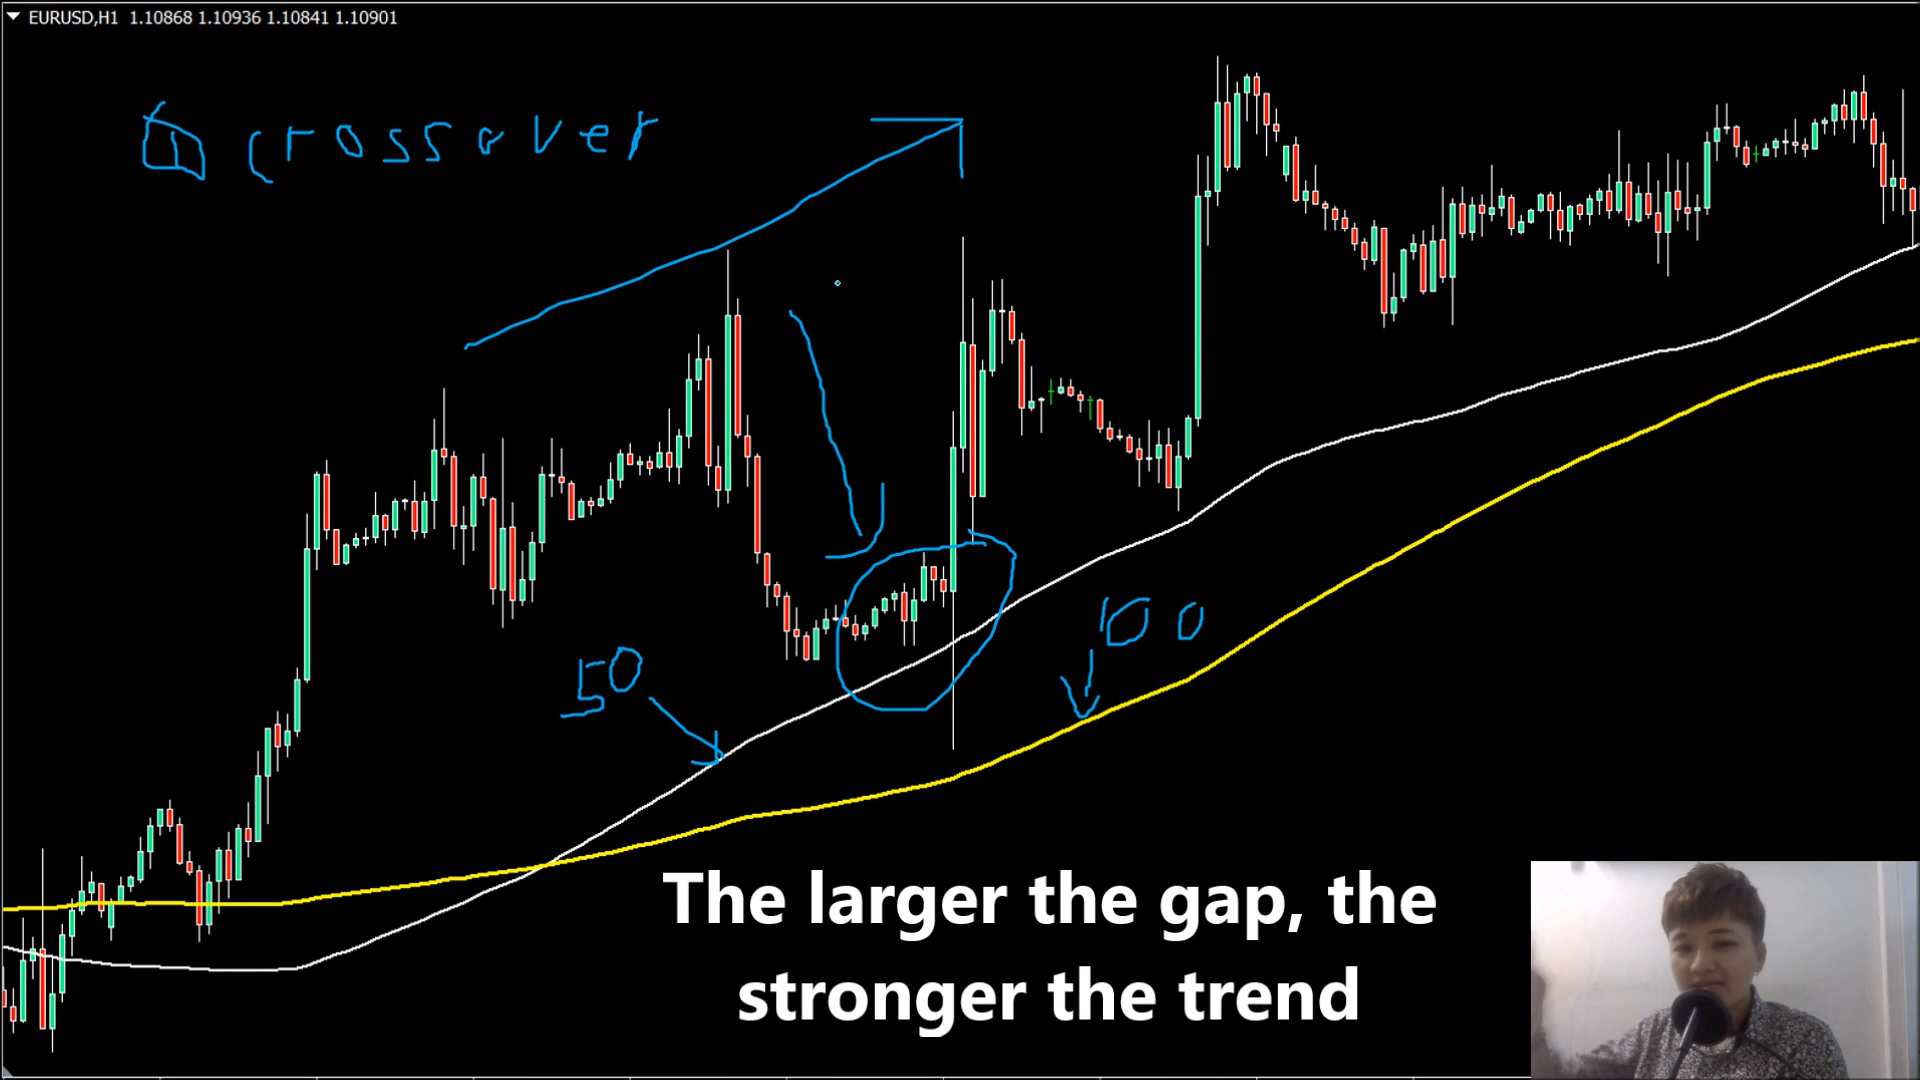 EURUSD,H1 1.10868 1.10936 1.10841 1.10901
① crossover
50
100
The larger the gap, the
stronger the trend